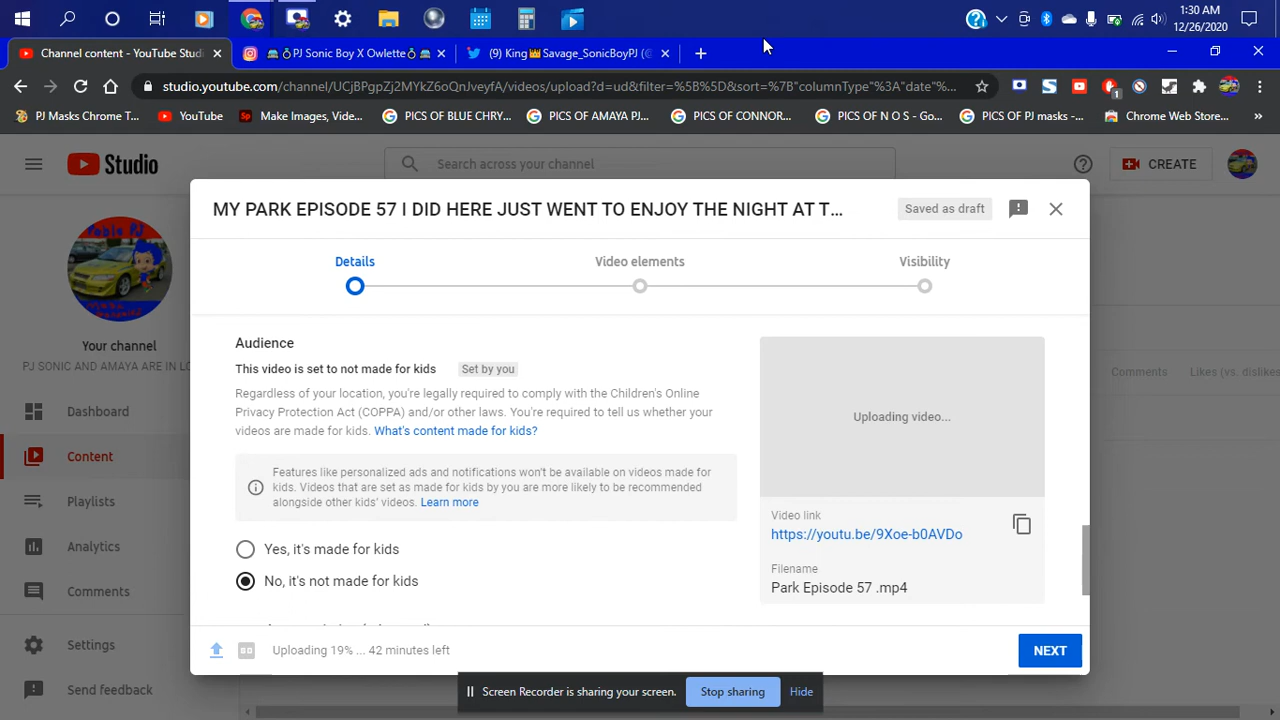 1:30 AM
12/26/2020
Channel content - YouTube Studi
PJ Sonic Boy X Owlette
(9) King👑Savage_SonicBoyPJ (@
studio.youtube.com/channel/UCjBPgpZj2MYkZ6oQnJveyfA/videos/upload?d=ud&filter=%5B%5D&sort=%7B"columnType"%3A"date"%...
1
PJ Masks Chrome T...
YouTube
Make Images, Vide...
PICS OF BLUE CHRY...
PICS OF AMAYA PJ...
PICS OF CONNOR...
PICS OF N O S - Go...
PICS OF PJ masks - ...
Chrome Web Store...
»
Studio
Search across your channel
CREATE
MY PARK EPISODE 57 I DID HERE JUST WENT TO ENJOY THE NIGHT AT T...
Saved as draft
Details
Video elements
Visibility
Pablo PJ
Your channel
PJ SONIC AND AMAYA ARE IN LO
Dashboard
Content
Playlists
Analytics
Comments
Settings
Send feedback
Comments
Likes (vs. dislikes
Audience
This video is set to not made for kids
Set by you
Regardless of your location, you're legally required to comply with the Children's Online
Privacy Protection Act (COPPA) and/or other laws. You're required to tell us whether your
videos are made for kids. What's content made for kids?
Features like personalized ads and notifications won't be available on videos made for
kids. Videos that are set as made for kids by you are more likely to be recommended
alongside other kids' videos. Learn more
Yes, it's made for kids
No, it's not made for kids
Uploading video...
Video link
https://youtu.be/9Xoe-b0AVDo
Filename
Park Episode 57 .mp4
Uploading 19% ... 42 minutes left
NEXT
Screen Recorder is sharing your screen.
Stop sharing
Hide